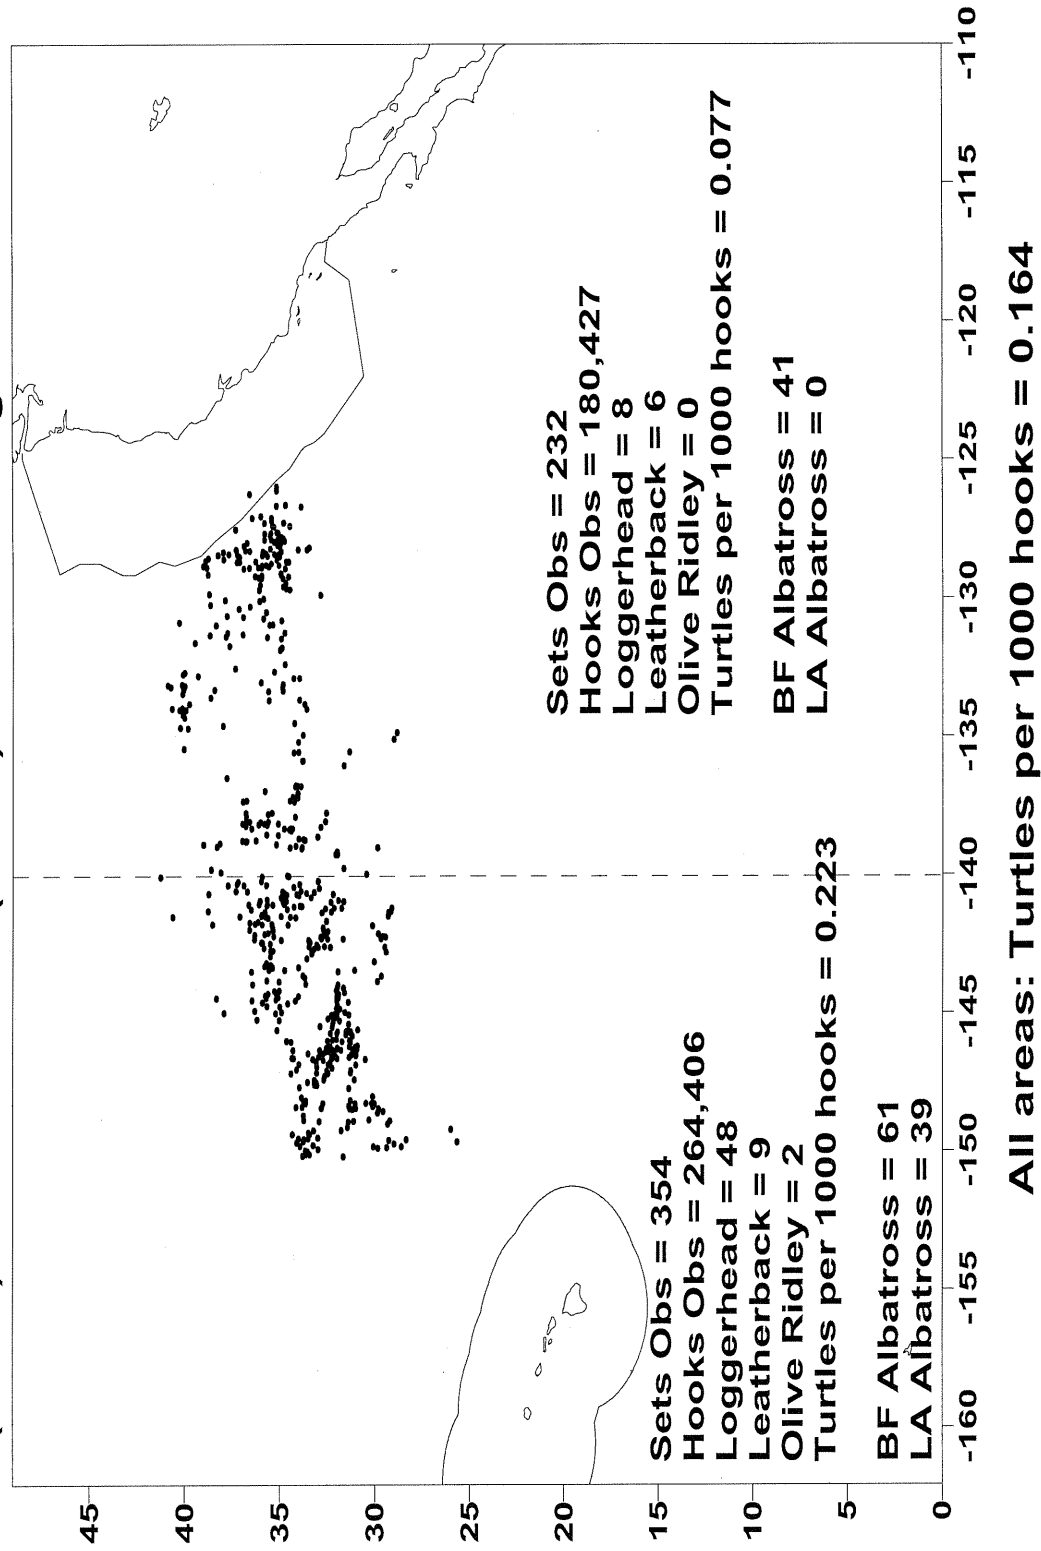 45
40
35
30
25
20
15
10
5
0
Sets Obs = 354
Hooks Obs = 264,406
Loggerhead = 48
Leatherback = 9
Olive Ridley = 2
Turtles per 1000 hooks = 0.223
BF Albatross = 61
LA Albatross = 39
Sets Obs = 232
Hooks Obs = 180,427
Loggerhead = 8
Leatherback = 6
Olive Ridley = 0
Turtles per 1000 hooks = 0.077
BF Albatross = 41
LA Albatross = 0
-160 -155 -150 -145 -140 -135 -130 -125 -120 -115 -110
All areas: Turtles per 1000 hooks = 0.164